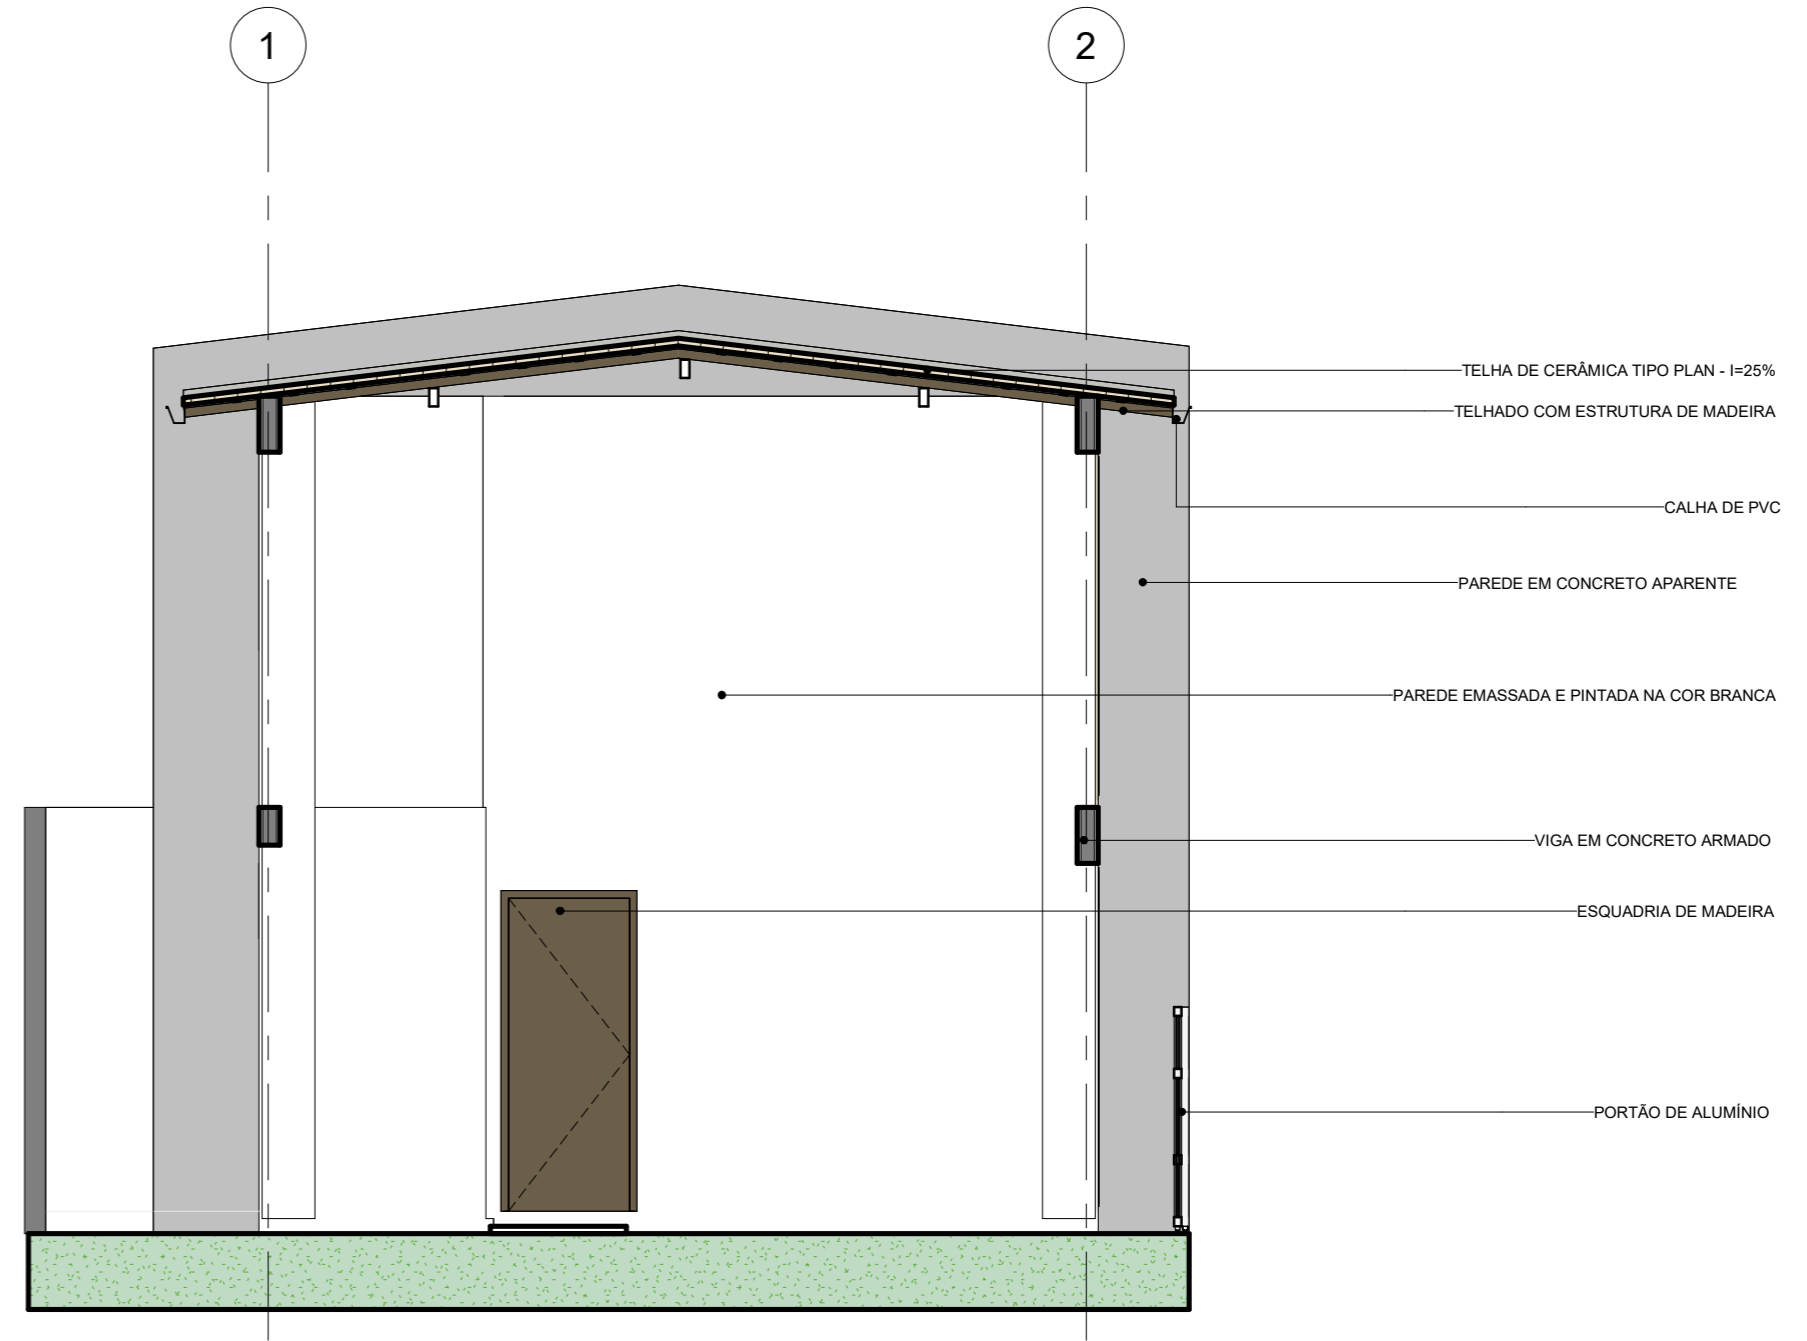 1
2
TELHA DE CERÂMICA TIPO PLAN - I=25%
TELHADO COM ESTRUTURA DE MADEIRA
CALHA DE PVC
PAREDE EM CONCRETO APARENTE
PAREDE EMASSADA E PINTADA NA COR BRANCA
VIGA EM CONCRETO ARMADO
ESQUADRIA DE MADEIRA
PORTÃO DE ALUMÍNIO